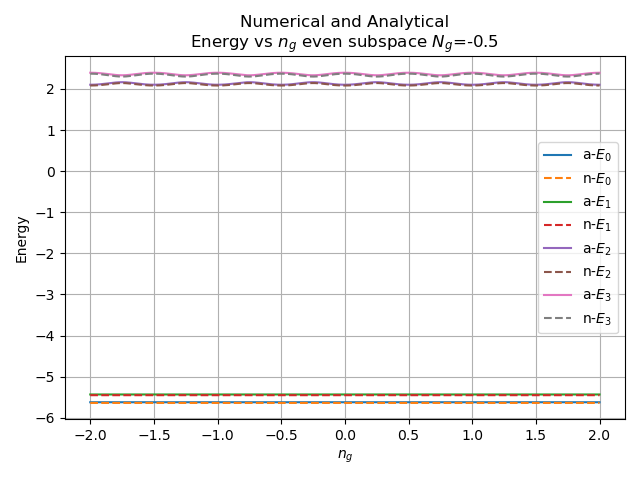 Numerical and Analytical
Energy vs n_g even subspace N_g=-0.5
Energy
2
1
0
−1
−2
−3
−4
−5
−6
a-E_0
n-E_0
a-E_1
n-E_1
a-E_2
n-E_2
a-E_3
n-E_3
−2.0 −1.5 −1.0 −0.5 0.0 0.5 1.0 1.5 2.0
n_g